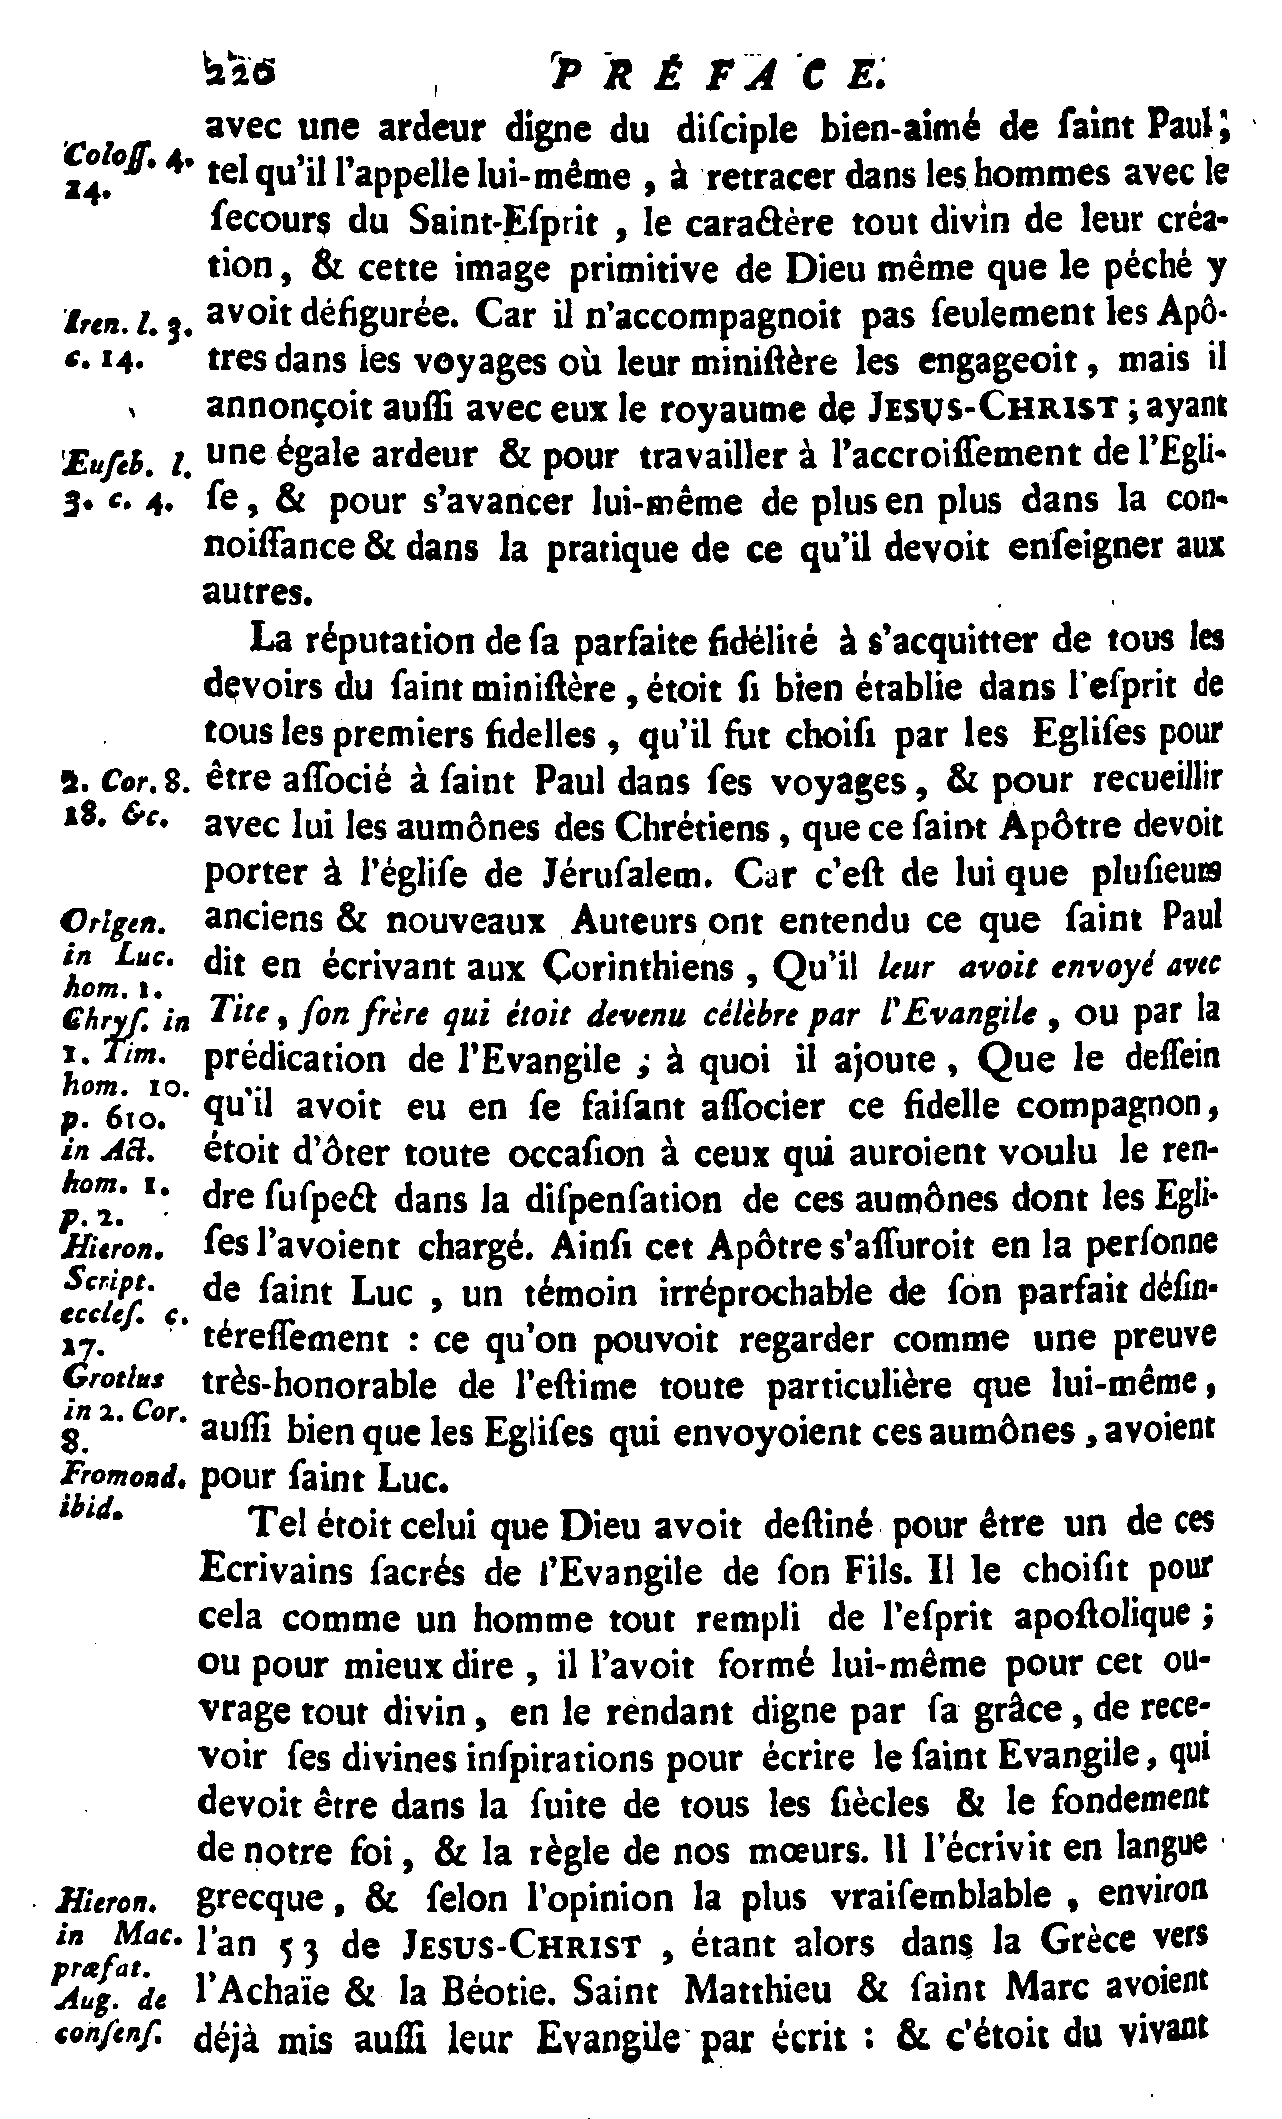 220 PRÉFACE.
avec une ardeur digne du diſciple bien-aimé de ſaint Paul;
Coloſſ. 4. tel qu'il l'appelle lui-même, à retracer dans les hommes avec le
14.
ſecours du Saint-Eſprit, le caractère tout divin de leur créa-
tion, & cette image primitive de Dieu même que le péché y
Iren. l. 3. avoit défigurée. Car il n'accompagnoit pas ſeulement les Apô-
c. 14. tres dans les voyages où leur miniſtère les engageoit, mais il
annonçoit auſſi avec eux le royaume de JESUS-CHRIST; ayant
Euſeb. l. une égale ardeur & pour travailler à l'accroiſſement de l'Egli-
3. c. 4. ſe, & pour s'avancer lui-même de plus en plus dans la con-
noiſſance & dans la pratique de ce qu'il devoit enſeigner aux
autres.
La réputation de ſa parfaite fidélité à s'acquitter de tous les
devoirs du ſaint miniſtère, étoit ſi bien établie dans l'eſprit de
tous les premiers fidelles, qu'il fut choiſi par les Egliſes pour
2. Cor. 8. être aſſocié à ſaint Paul dans ſes voyages, & pour recueillir
18. &c. avec lui les aumônes des Chrétiens, que ce ſaint Apôtre devoit
porter à l'égliſe de Jéruſalem. Car c'eſt de lui que pluſieurs
Origen. anciens & nouveaux Auteurs ont entendu ce que ſaint Paul
in Luc. dit en écrivant aux Corinthiens, Qu'il leur avoit envoyé avec
hom. 1.
Chryſ. in Tite, ſon frère qui étoit devenu célèbre par l'Evangile, ou par la
1. Tim. prédication de l'Evangile; à quoi il ajoute, Que le deſſein
hom. 10. qu'il avoit eu en ſe faiſant aſſocier ce fidelle compagnon,
p. 610.
in Act. étoit d'ôter toute occaſion à ceux qui auroient voulu le ren-
hom. 1. dre ſuſpect dans la diſpenſation de ces aumônes dont les Egli-
p. 2.
Hieron. ſes l'avoient chargé. Ainſi cet Apôtre s'aſſuroit en la perſonne
Script. de ſaint Luc, un témoin irréprochable de ſon parfait déſin-
eccleſ. c.
17. téreſſement : ce qu'on pouvoit regarder comme une preuve
Grotius très-honorable de l'eſtime toute particulière que lui-même,
in 2. Cor. auſſi bien que les Egliſes qui envoyoient ces aumônes, avoient
8.
Fromond. pour ſaint Luc.
ibid.
Tel étoit celui que Dieu avoit deſtiné pour être un de ces
Ecrivains ſacrés de l'Evangile de ſon Fils. Il le choiſit pour
cela comme un homme tout rempli de l'eſprit apoſtolique;
ou pour mieux dire, il l'avoit formé lui-même pour cet ou-
vrage tout divin, en le rendant digne par ſa grâce, de rece-
voir ſes divines inſpirations pour écrire le ſaint Evangile, qui
devoit être dans la ſuite de tous les ſiècles & le fondement
de notre foi, & la règle de nos mœurs. Il l'écrivit en langue
Hieron. grecque, & ſelon l'opinion la plus vraiſemblable, environ
in Mac. l'an 53 de JESUS-CHRIST, étant alors dans la Grèce vers
præfat.
Aug. de l'Achaïe & la Béotie. Saint Matthieu & ſaint Marc avoient
conſenſ. déjà mis auſſi leur Evangile par écrit : & c'étoit du vivant